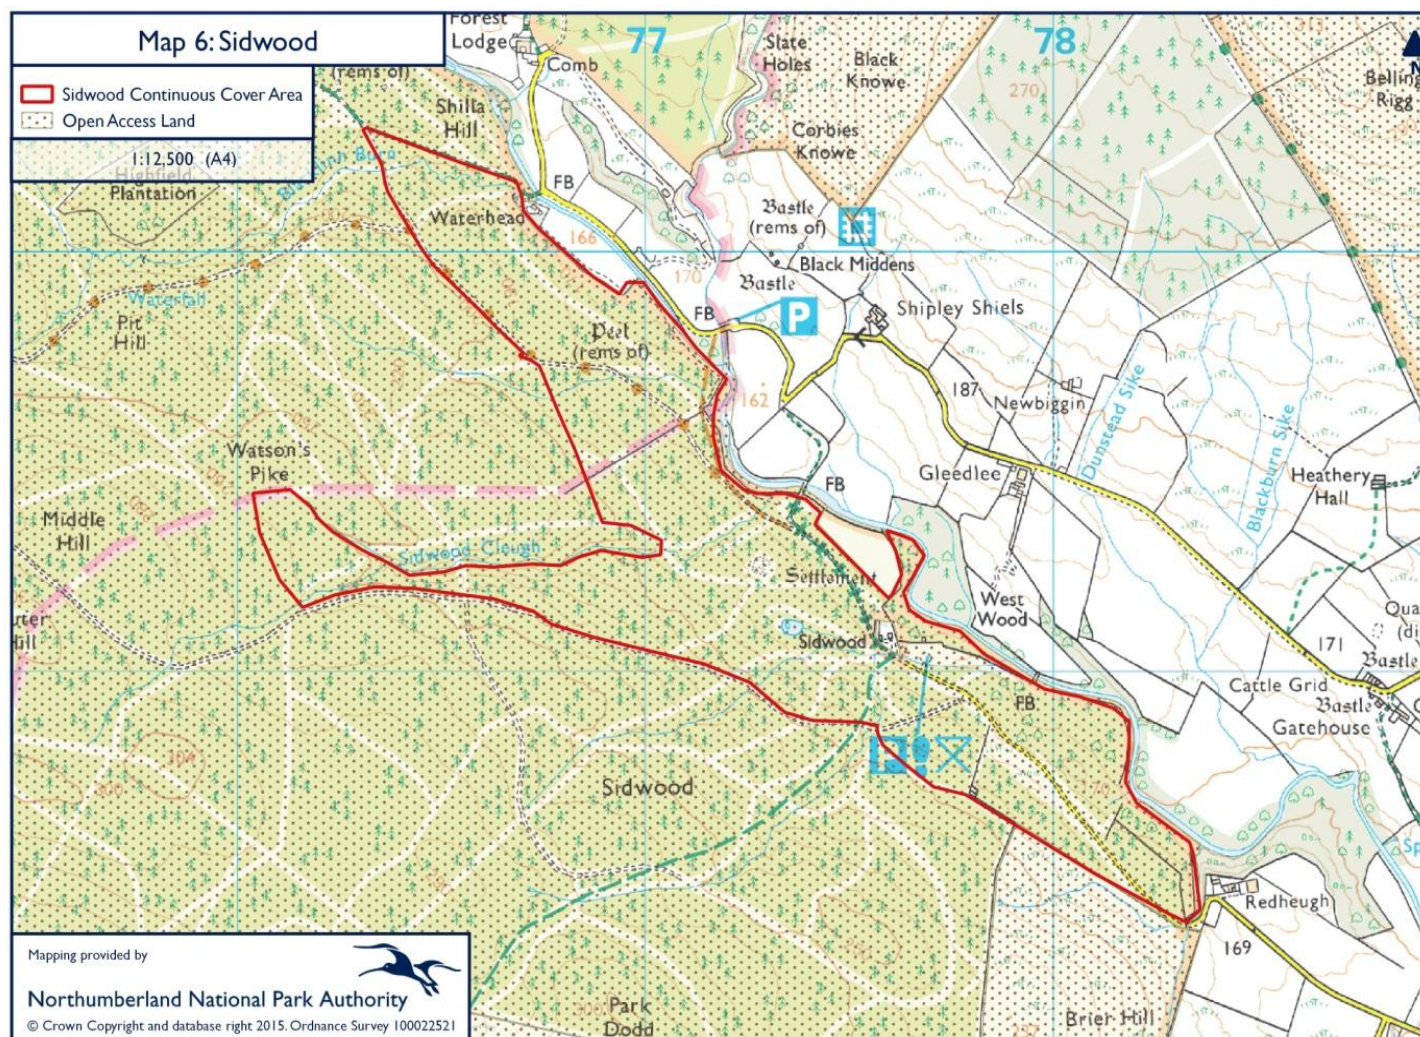 Map 6: Sidwood
Sidwood Continuous Cover Area
Open Access Land
1:12,500 (A4)
Forest
Lodge
Comb
77
Slate
Holes
Black
Knowe
78
270
N
(rems of)
Shilla
Hill
Corbies
Knowe
Highfield
Plantation
FB
Waterhead
166
Bastle
(rems of)
170
Black Middens
Bastle
Waterfall
Pit
Hill
FB
P
Shipley Shiels
Peel
(rems of)
162
187
Newbiggin
Dunstead Sike
Blackburn Sike
Watson's
Pike
Gleedlee
Heathery
Hall
FB
Middle
Hill
Sidwood Cleugh
Settlement
West
Wood
Sidwood
171
Bastle
Cattle Grid
Bastle
Gatehouse
FB
Sidwood
300
Redheugh
169
Park
Dodd
Brier Hill
237
Mapping provided by
Northumberland National Park Authority
© Crown Copyright and database right 2015. Ordnance Survey 100022521